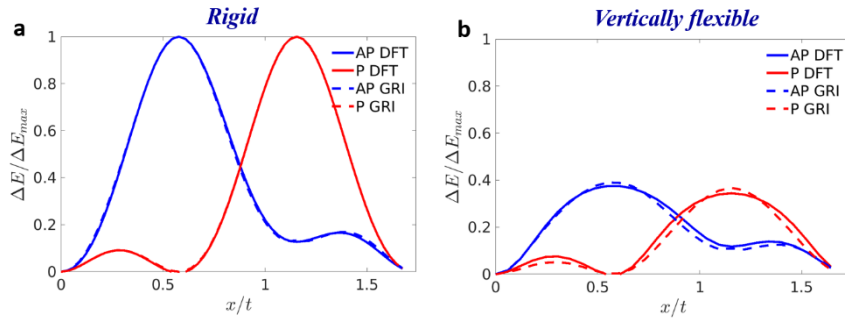 Rigid
a
1
0.8
0.6
0.4
0.2
0
ΔE/ΔE_max
0
0.5
1
1.5
x/t
AP DFT
P DFT
AP GRI
P GRI
Vertically flexible
b
1
0.8
0.6
0.4
0.2
0
ΔE/ΔE_max
0
0.5
1
1.5
x/t
AP DFT
P DFT
AP GRI
P GRI